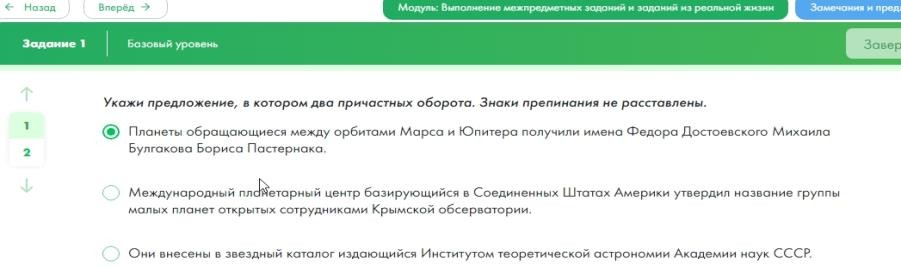 ← Назад
Вперёд →
Модуль: Выполнение межпредметных заданий и заданий из реальной жизни
Замечания и
Задание 1
Базовый уровень
Укажи предложение, в котором два причастных оборота. Знаки препинания не расставлены.
1
2
Планеты обращающиеся между орбитами Марса и Юпитера получили имена Федора Достоевского Михаила
Булгакова Бориса Пастернака.
Международный планетарный центр базирующийся в Соединенных Штатах Америки утвердил название группы
малых планет открытых сотрудниками Крымской обсерватории.
Они внесены в звездный каталог издающийся Институтом теоретической астрономии Академии наук СССР.